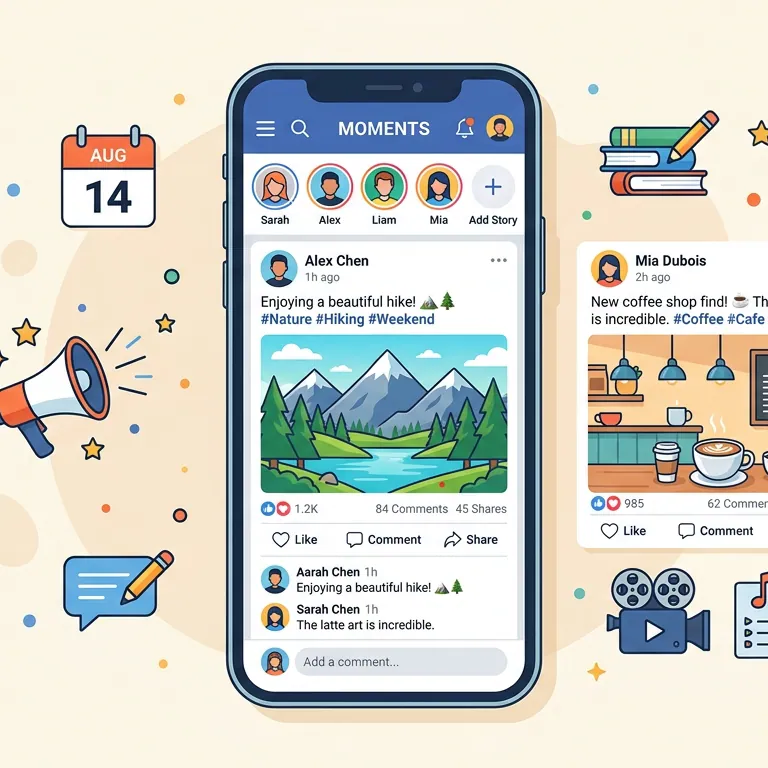 AUG
14
MOMENTS
Sarah
Alex
Liam
Mia
Add Story
Alex Chen
1h ago
Enjoying a beautiful hike! 🏔️🌲
#Nature #Hiking #Weekend
1.2K
84 Comments
45 Shares
Like
Comment
Share
Aarah Chen 1h
Enjoying a beautiful hike! 🏔️🌲
Sarah Chen 1h
The latte art is incredible.
Add a comment...
Mia Dubois
2h ago
New coffee shop find! ☕
is incredible. #Coffee #Cafe
985
62
Like
Comment